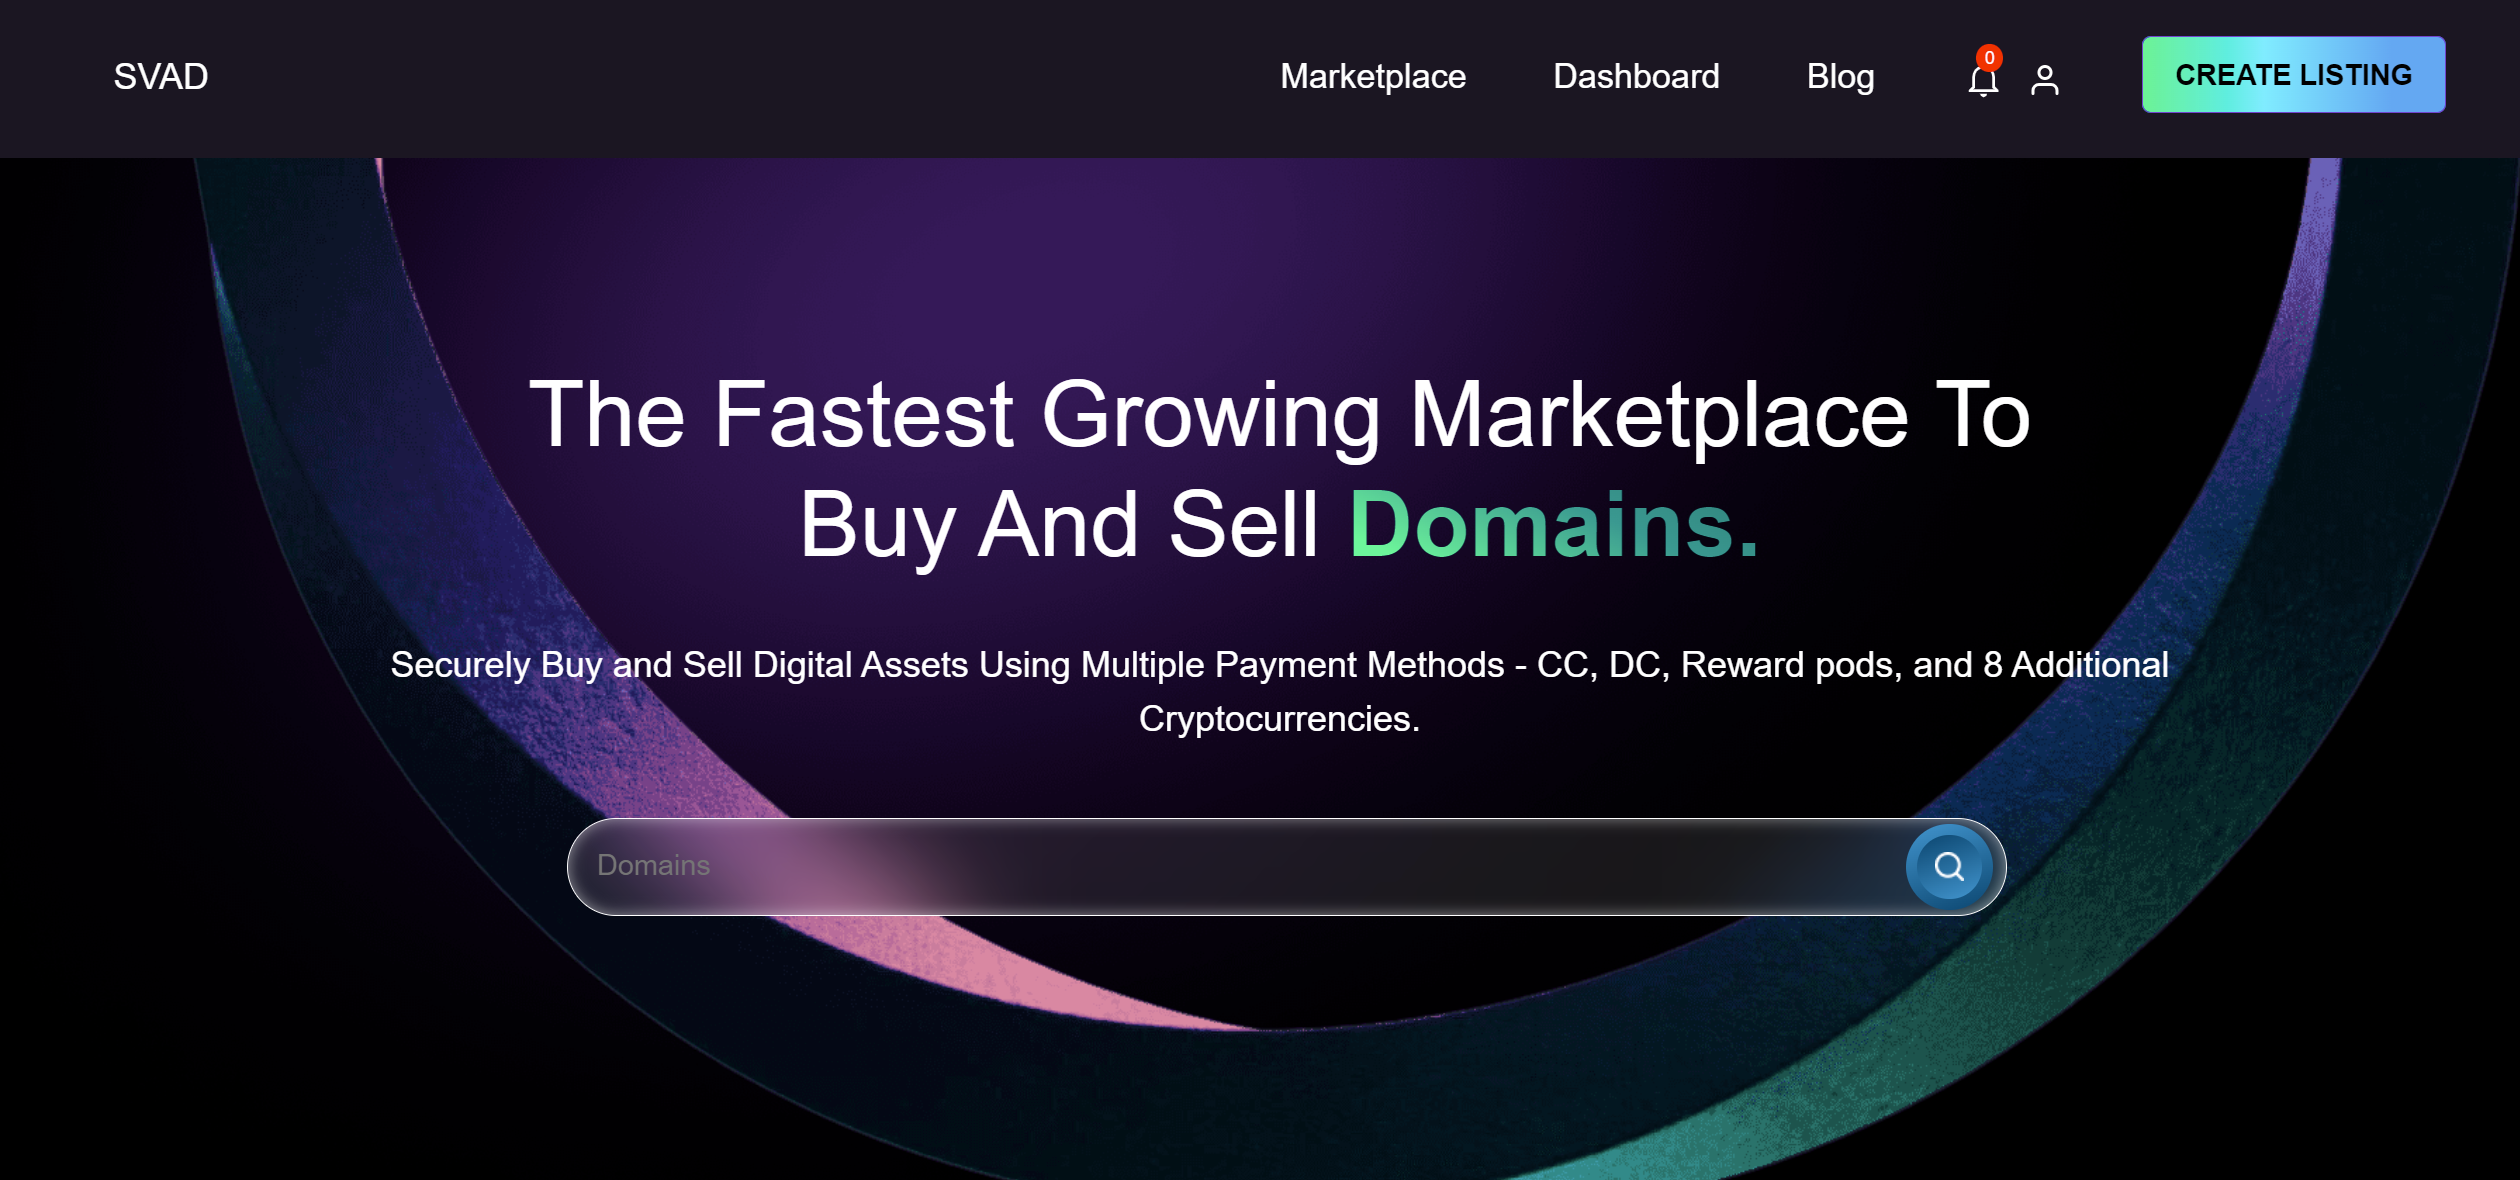 SVAD
Marketplace
Dashboard
Blog
0
CREATE LISTING
The Fastest Growing Marketplace To
Buy And Sell Domains.
Securely Buy and Sell Digital Assets Using Multiple Payment Methods - CC, DC, Reward pods, and 8 Additional
Cryptocurrencies.
Domains